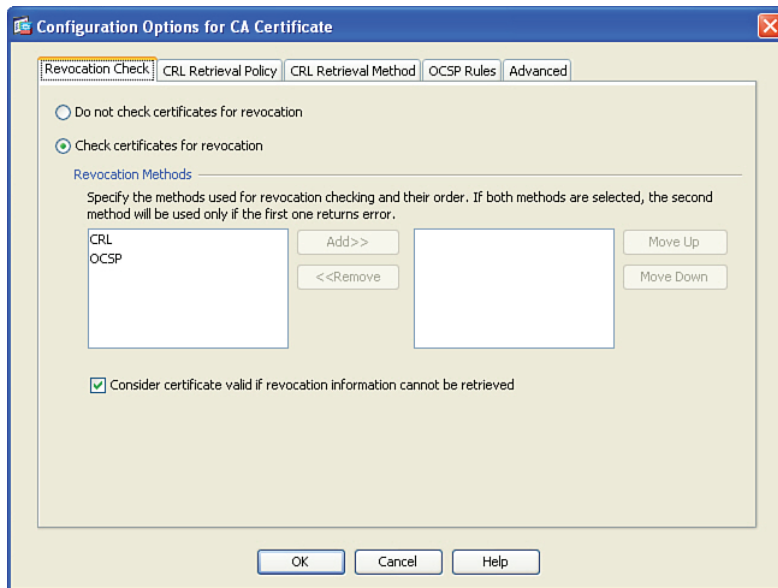 Configuration Options for CA Certificate
Revocation Check CRL Retrieval Policy CRL Retrieval Method OCSP Rules Advanced
Do not check certificates for revocation
Check certificates for revocation
Revocation Methods
Specify the methods used for revocation checking and their order. If both methods are selected, the second
method will be used only if the first one returns error.
CRL
OCSP
Add>>
<<Remove
Move Up
Move Down
Consider certificate valid if revocation information cannot be retrieved
OK Cancel Help